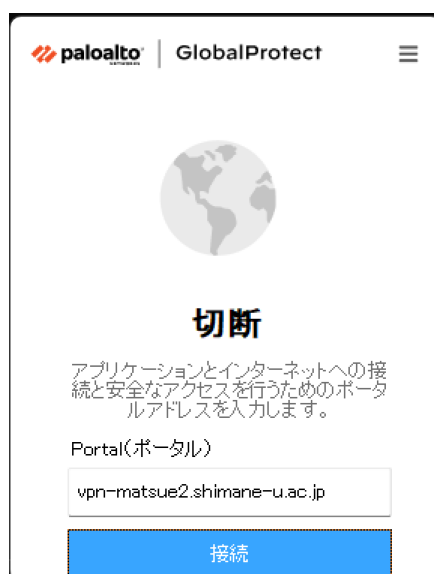 paloalto GlobalProtect
NETWORKS
切断
アプリケーションとインターネットへの接
続と安全なアクセスを行うためのポータ
ルアドレスを入力します。
Portal(ポータル)
vpn-matsue2.shimane-u.ac.jp
接続